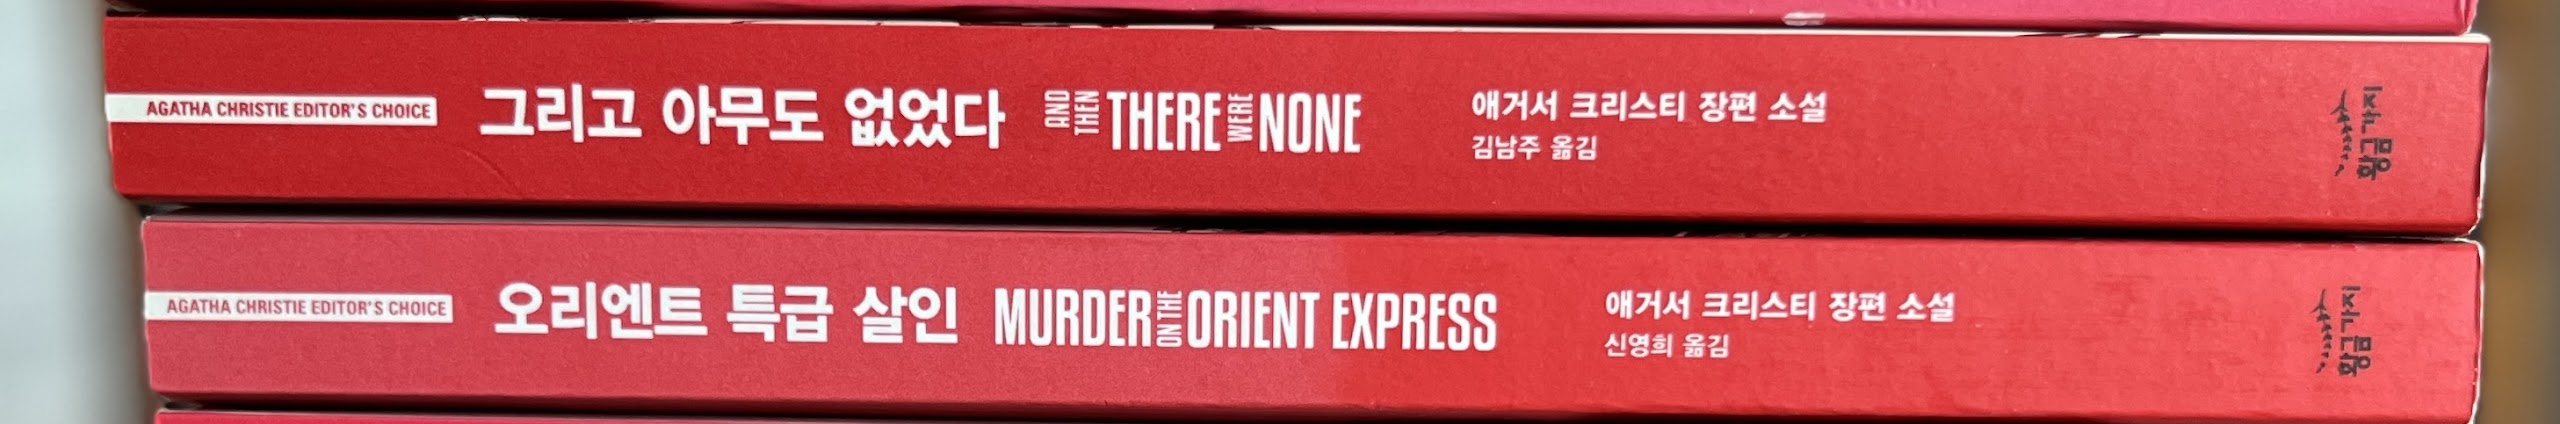 AGATHA CHRISTIE EDITOR'S CHOICE 그리고 아무도 없었다 AND THEN THERE WERE NONE 애거서 크리스티 장편 소설
김남주 옮김
황금가지
AGATHA CHRISTIE EDITOR'S CHOICE 오리엔트 특급 살인 MURDER ON THE ORIENT EXPRESS 애거서 크리스티 장편 소설
신영희 옮김
황금가지